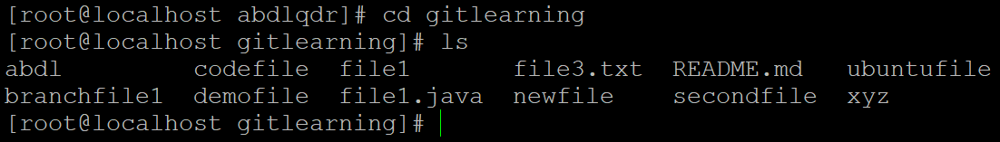 [root@localhost abdlqdr]# cd gitlearning
[root@localhost gitlearning]# ls
abdl        codefile  file1       file3.txt  README.md   ubuntufile
branchfile1 demofile  file1.java  newfile    secondfile  xyz
[root@localhost gitlearning]#